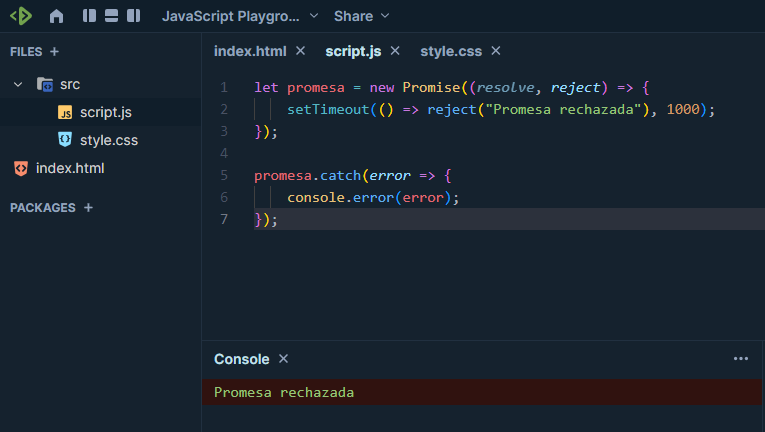 JavaScript Playgro... Share
FILES +
src
JS script.js
style.css
index.html
PACKAGES +
index.html × script.js × style.css ×
1 let promesa = new Promise((resolve, reject) => {
2 setTimeout(() => reject("Promesa rechazada"), 1000);
3 });
4
5 promesa.catch(error => {
6 console.error(error);
7 });
Console × ...
Promesa rechazada